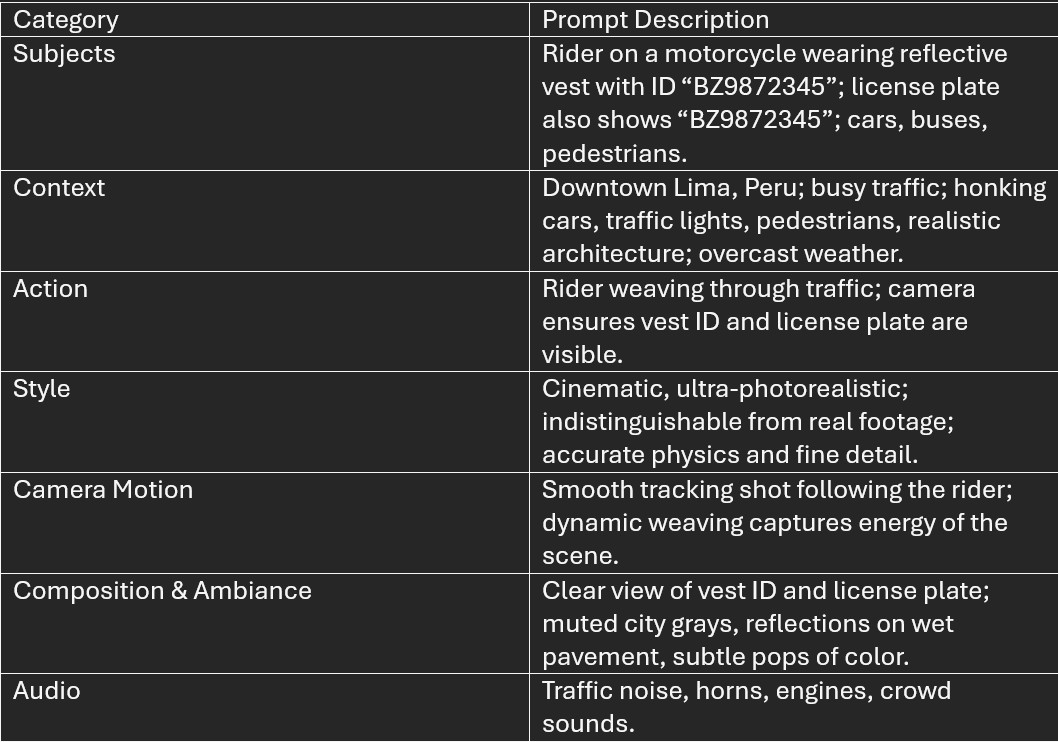 Category
Prompt Description
Subjects
Rider on a motorcycle wearing reflective
vest with ID “BZ9872345”; license plate
also shows “BZ9872345”; cars, buses,
pedestrians.
Context
Downtown Lima, Peru; busy traffic; honking
cars, traffic lights, pedestrians, realistic
architecture; overcast weather.
Action
Rider weaving through traffic; camera
ensures vest ID and license plate are
visible.
Style
Cinematic, ultra-photorealistic;
indistinguishable from real footage;
accurate physics and fine detail.
Camera Motion
Smooth tracking shot following the rider;
dynamic weaving captures energy of the
scene.
Composition & Ambiance
Clear view of vest ID and license plate;
muted city grays, reflections on wet
pavement, subtle pops of color.
Audio
Traffic noise, horns, engines, crowd
sounds.